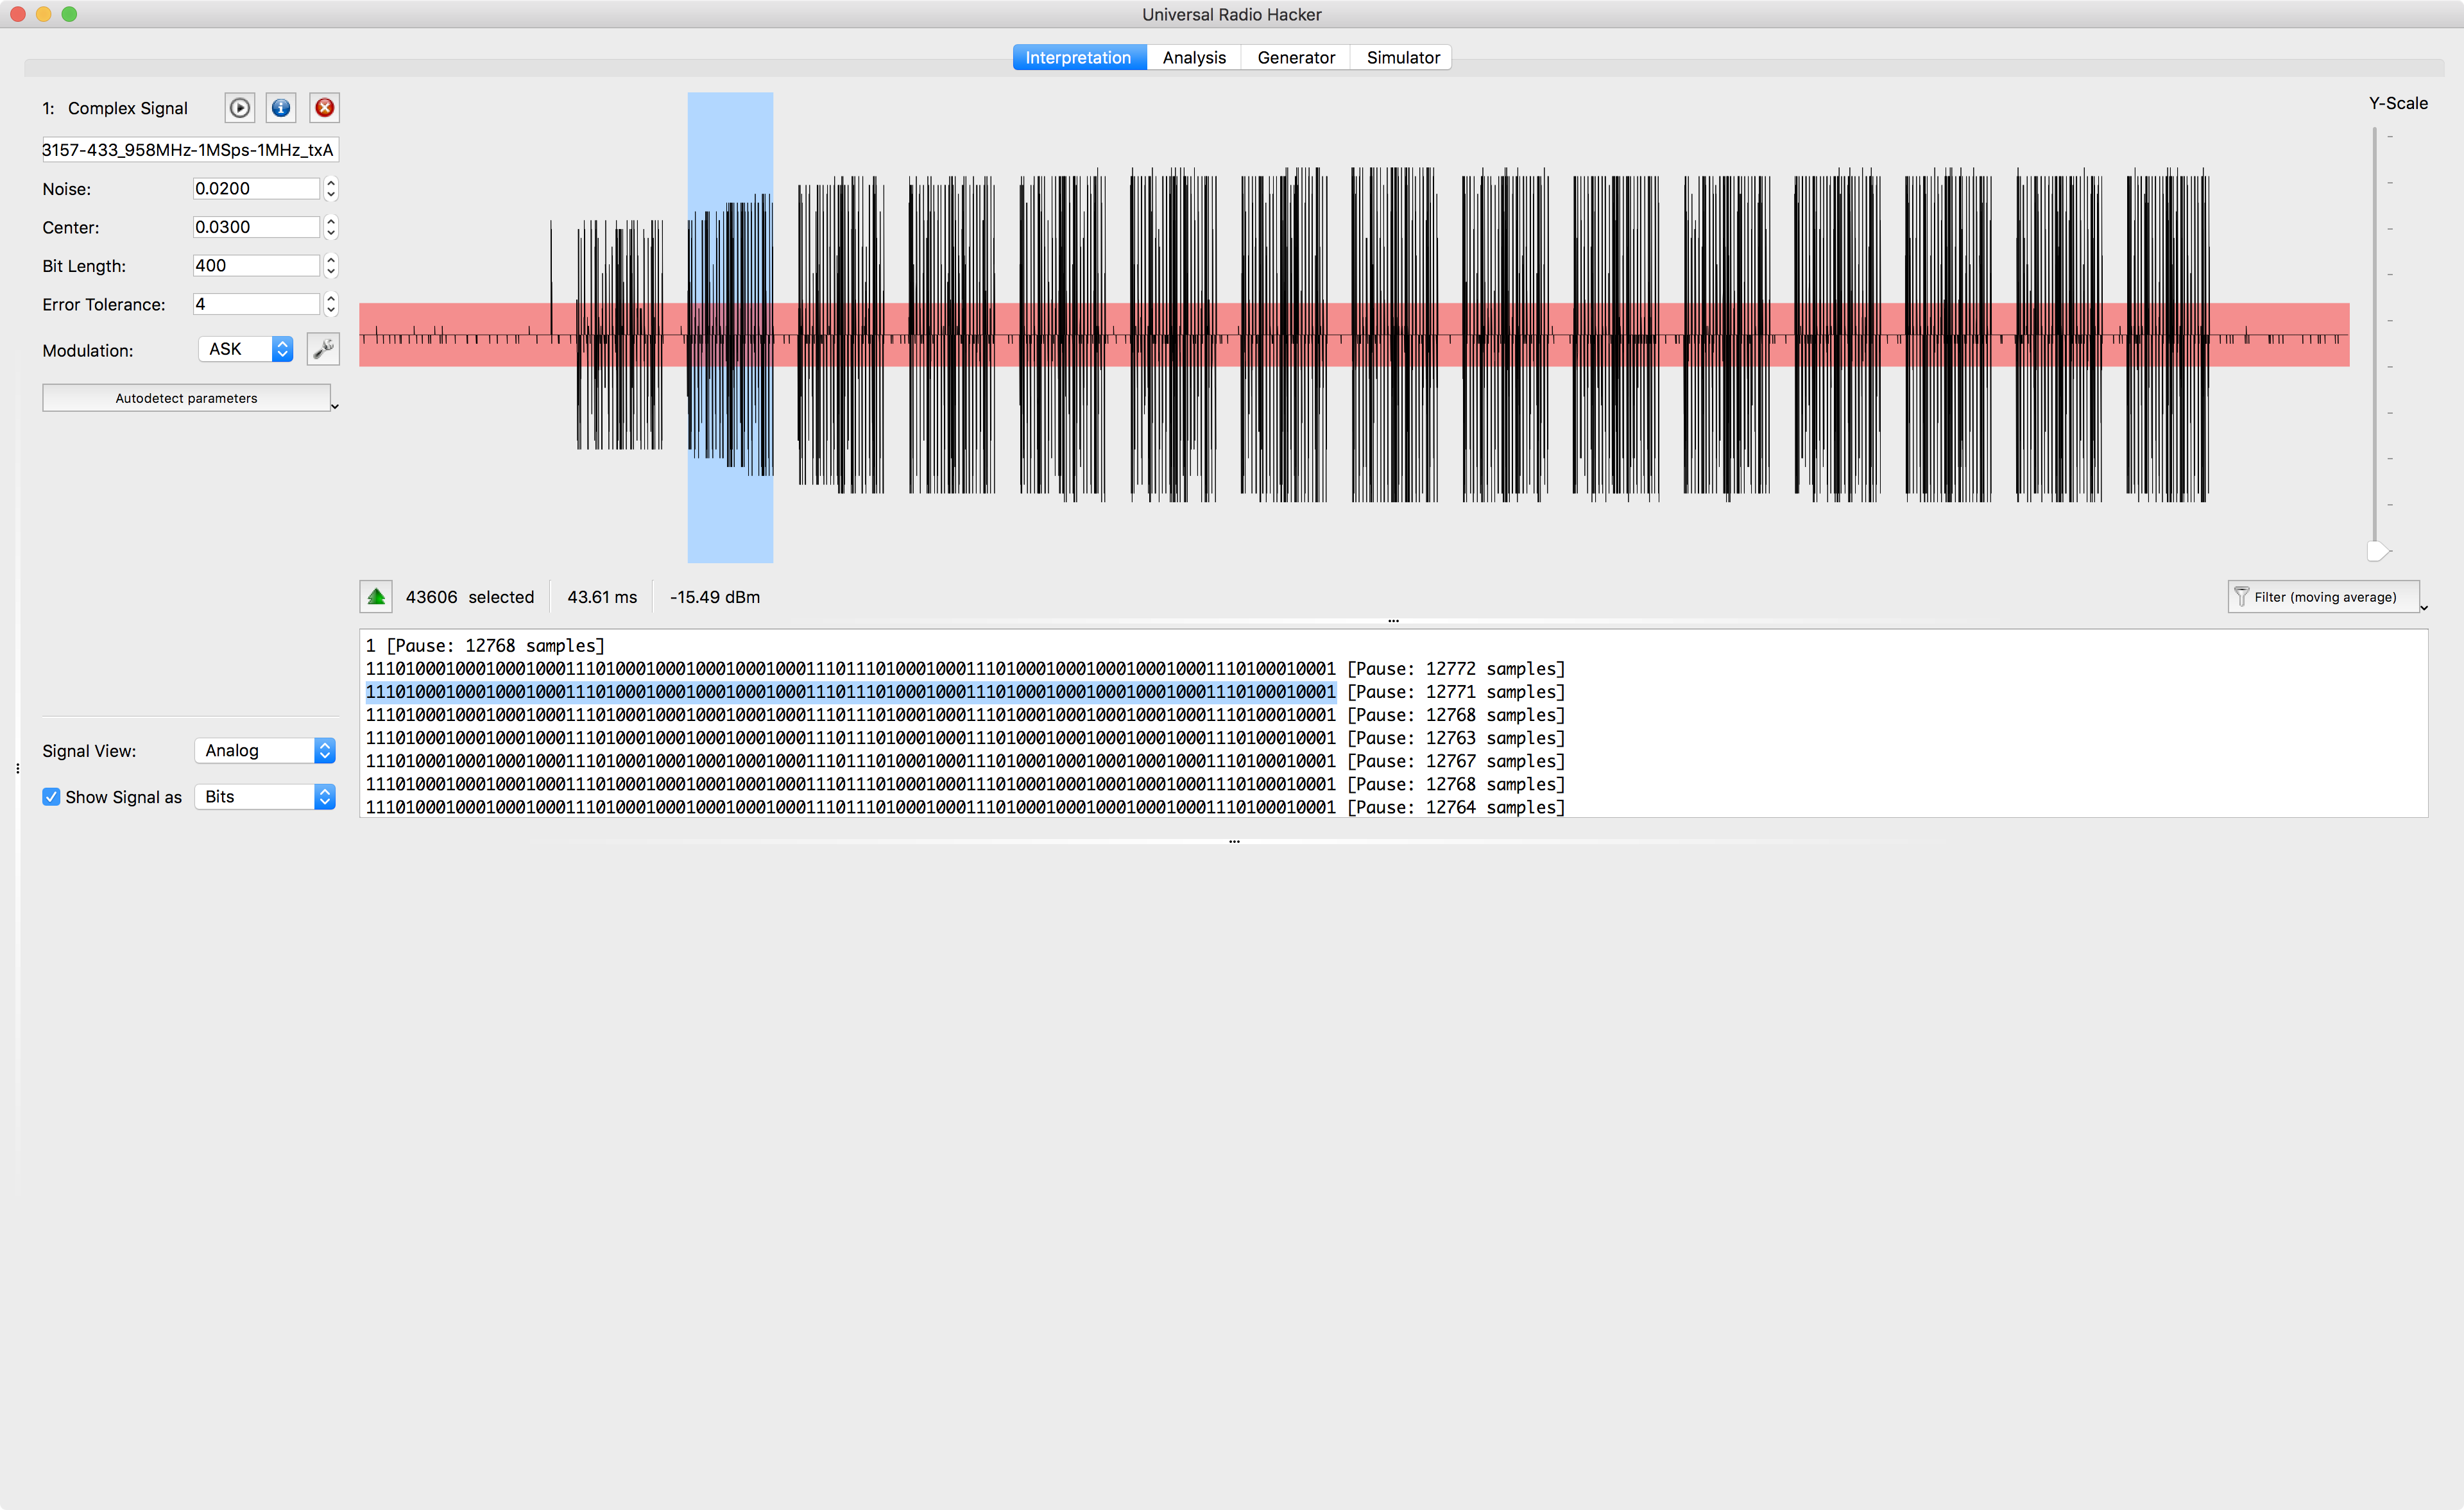 Universal Radio Hacker
Interpretation Analysis Generator Simulator
1: Complex Signal
Y-Scale
3157-433_958MHz-1MSps-1MHz_txA
Noise: 0.0200
Center: 0.0300
Bit Length: 400
Error Tolerance: 4
Modulation: ASK
Autodetect parameters
43606 selected 43.61 ms -15.49 dBm
Filter (moving average)
1 [Pause: 12768 samples]
1110100010001000100011101000100010001000100011101110100010001110100010001000100010001110100010001 [Pause: 12772 samples]
1110100010001000100011101000100010001000100011101110100010001110100010001000100010001110100010001 [Pause: 12771 samples]
1110100010001000100011101000100010001000100011101110100010001110100010001000100010001110100010001 [Pause: 12768 samples]
1110100010001000100011101000100010001000100011101110100010001110100010001000100010001110100010001 [Pause: 12763 samples]
1110100010001000100011101000100010001000100011101110100010001110100010001000100010001110100010001 [Pause: 12767 samples]
1110100010001000100011101000100010001000100011101110100010001110100010001000100010001110100010001 [Pause: 12768 samples]
1110100010001000100011101000100010001000100011101110100010001110100010001000100010001110100010001 [Pause: 12764 samples]
Signal View: Analog
Show Signal as Bits